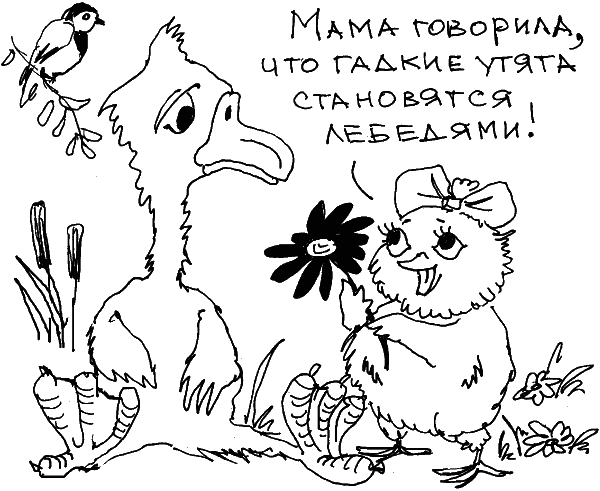 Мама говорила,
что гадкие утята
становятся
лебедями!